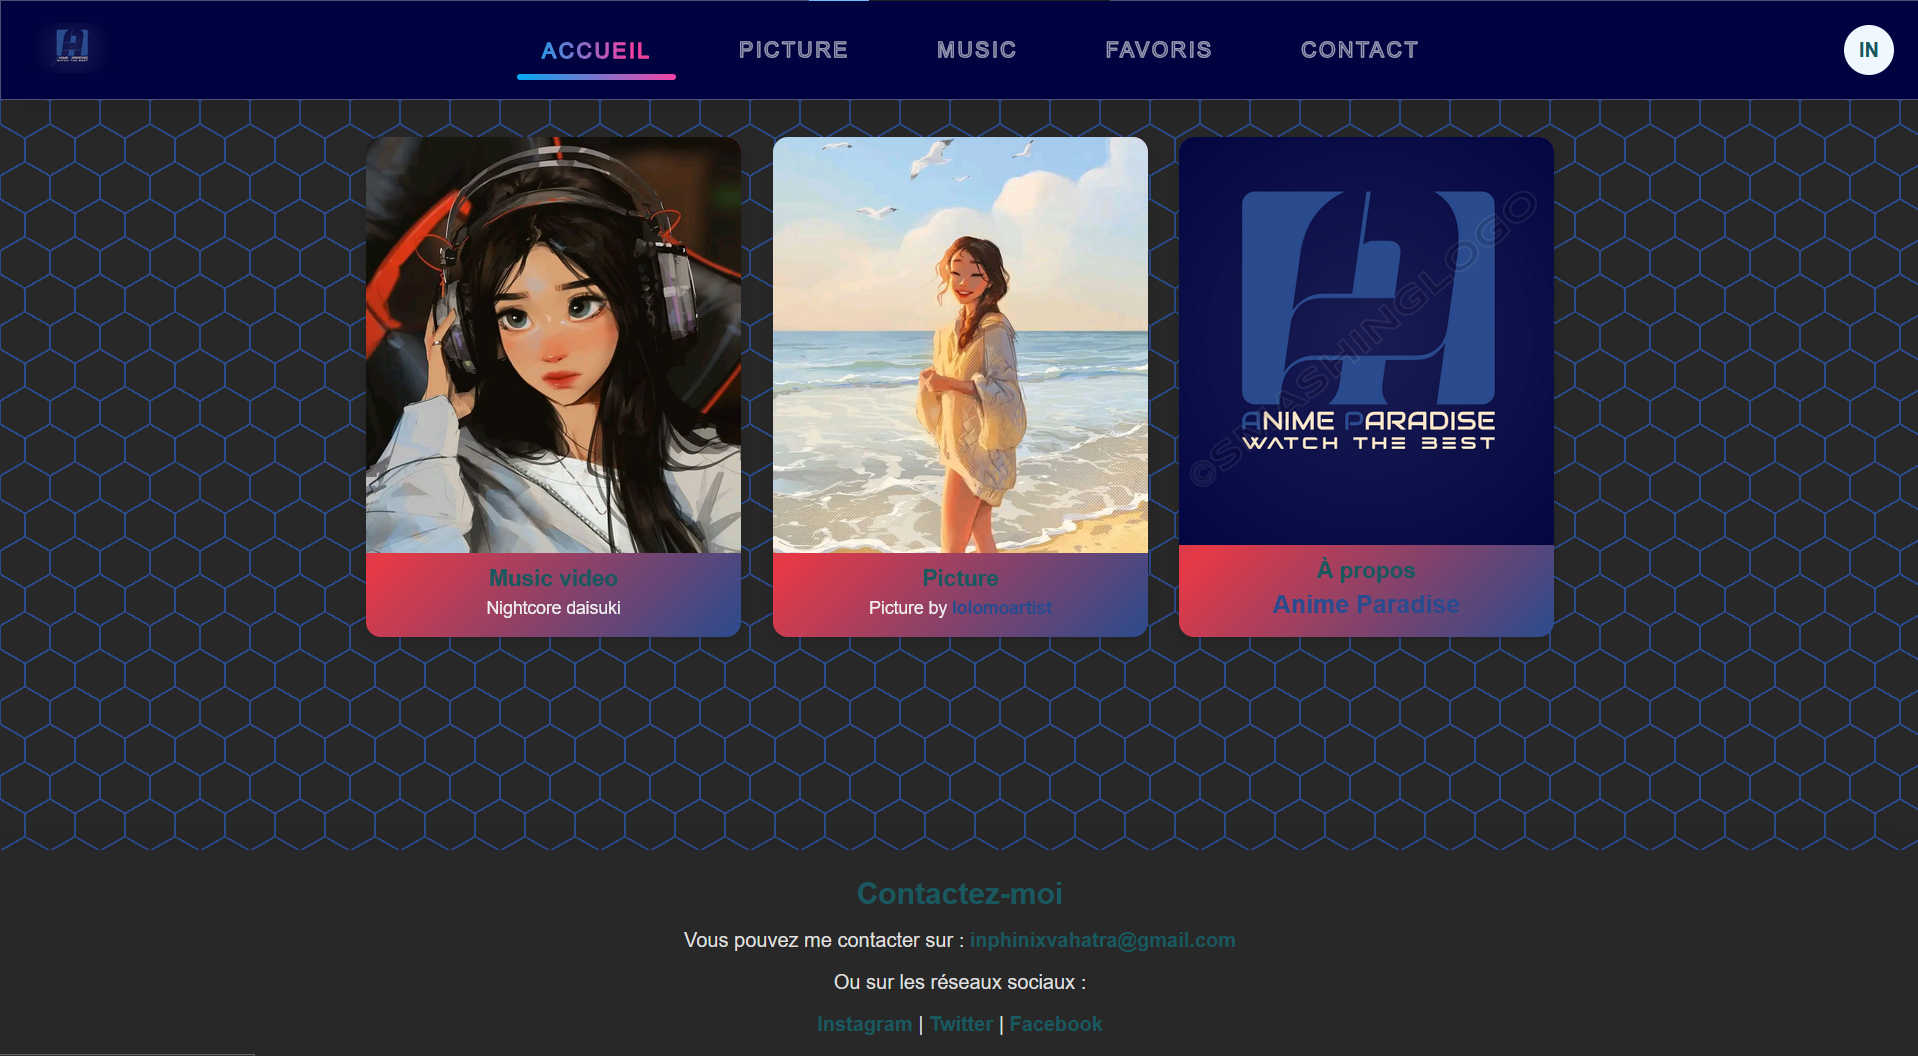 ACCUEIL PICTURE MUSIC FAVORIS CONTACT IN
©SMASHINGLOGO
ANIME PARADISE
WATCH THE BEST
Music video
Nightcore daisuki
Picture
Picture by lolomoartist
À propos
Anime Paradise
Contactez-moi
Vous pouvez me contacter sur : inphinixvahatra@gmail.com
Ou sur les réseaux sociaux :
Instagram | Twitter | Facebook